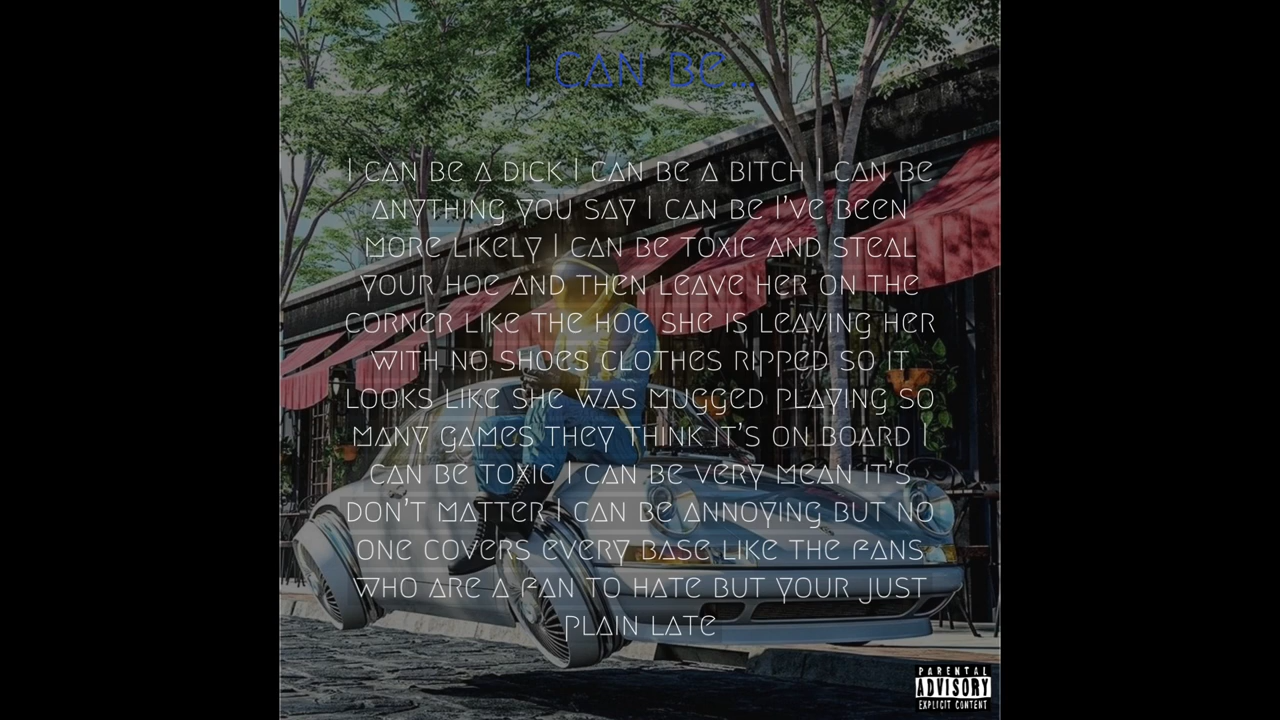 I CAN BE...
I CAN BE A DICK I CAN BE A BITCH I CAN BE
ANYTHING YOU SAY I CAN BE I'VE BEEN
MORE LIKELY I CAN BE TOXIC AND STEAL
YOUR HOE AND THEN LEAVE HER ON THE
CORNER LIKE THE HOE SHE IS LEAVING HER
WITH NO SHOES CLOTHES RIPPED SO IT
LOOKS LIKE SHE WAS MUGGED PLAYING SO
MANY GAMES THEY THINK IT'S ON BOARD I
CAN BE TOXIC I CAN BE VERY MEAN IT'S
DON'T MATTER I CAN BE ANNOYING BUT NO
ONE COVERS EVERY BASE LIKE THE FANS
WHO ARE A FAN TO HATE BUT YOUR JUST
PLAIN LATE
PARENTAL
ADVISORY
EXPLICIT CONTENT